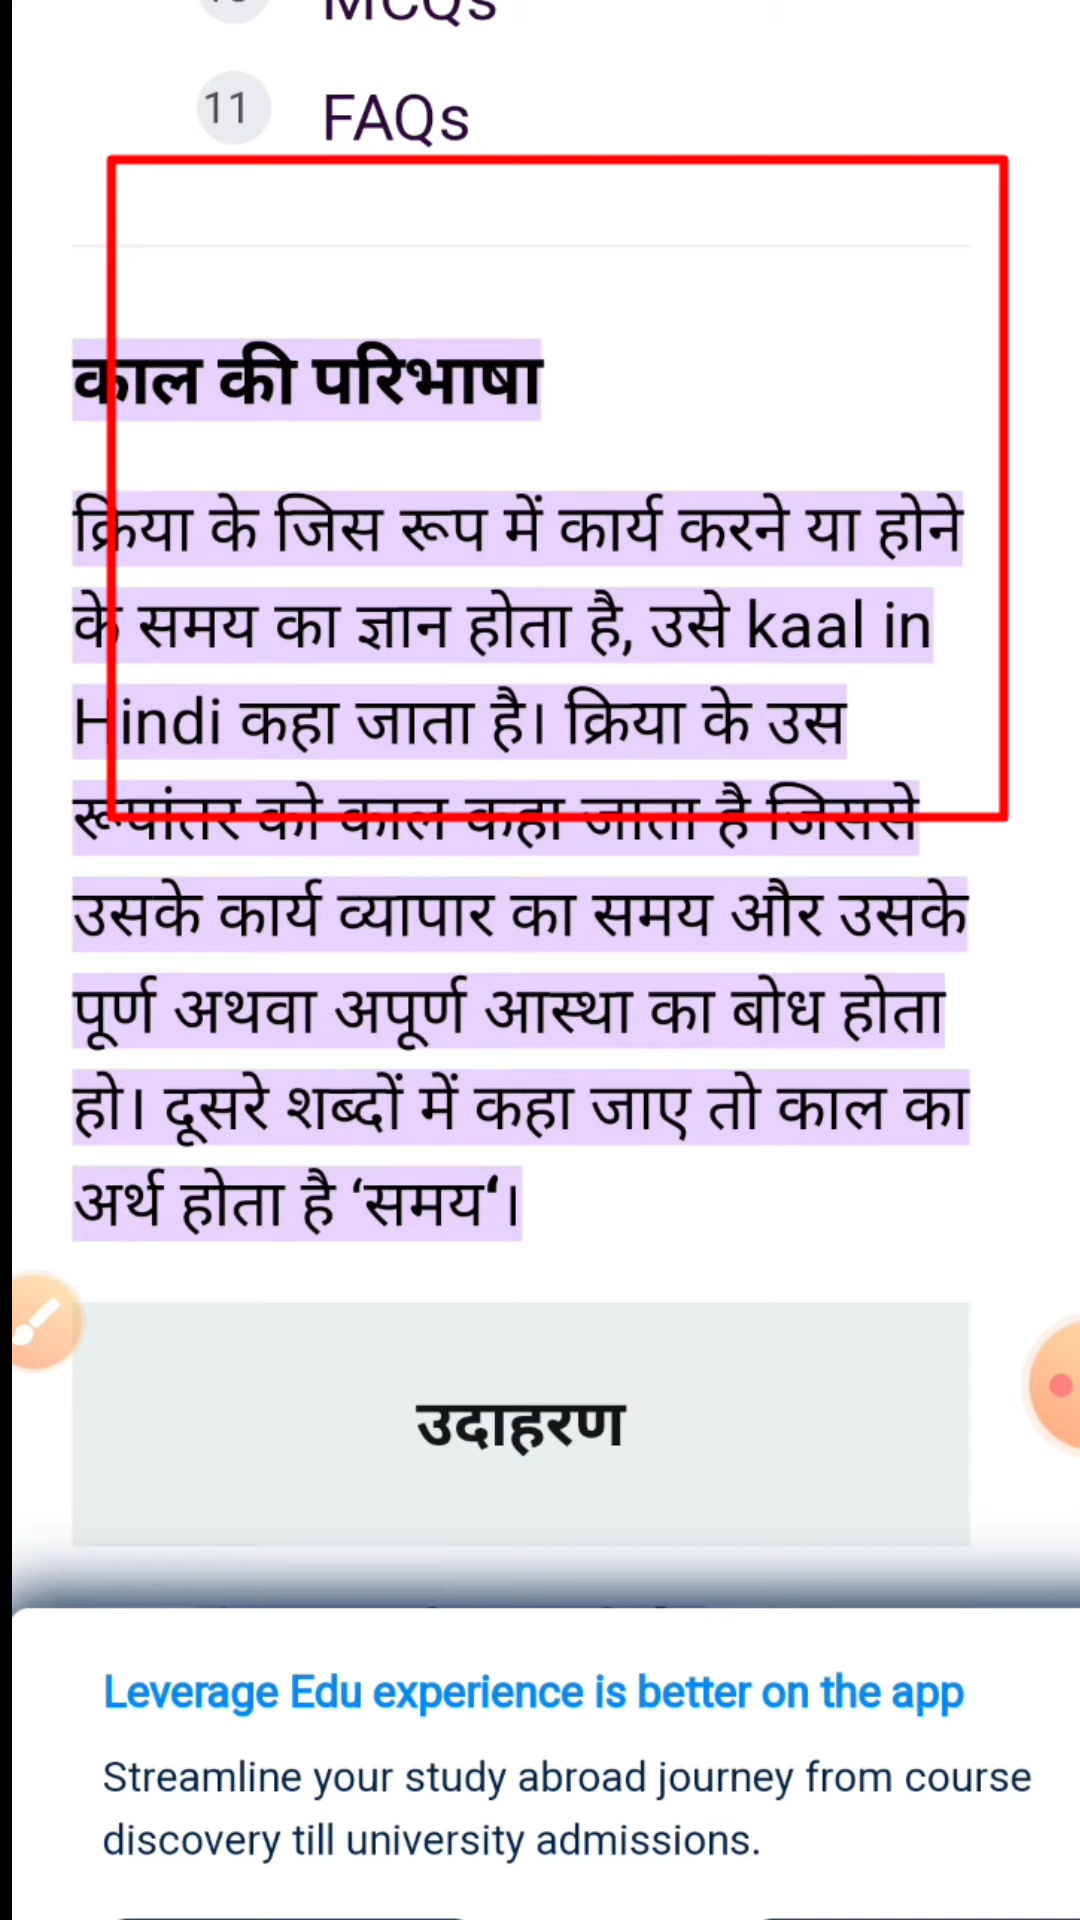 MCQs
11 FAQs
काल की परिभाषा
क्रिया के जिस रूप में कार्य करने या होने
के समय का ज्ञान होता है, उसे kaal in
Hindi कहा जाता है। क्रिया के उस
रूपांतर को काल कहा जाता है जिससे
उसके कार्य व्यापार का समय और उसके
पूर्ण अथवा अपूर्ण आस्था का बोध होता
हो। दूसरे शब्दों में कहा जाए तो काल का
अर्थ होता है ‘समय‘।
उदाहरण
Leverage Edu experience is better on the app
Streamline your study abroad journey from course
discovery till university admissions.